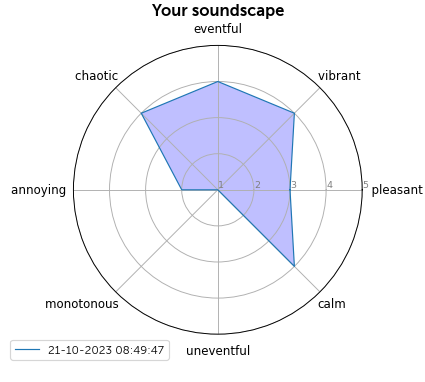 Your soundscape
eventful
chaotic
vibrant
annoying
1
2
3
4
5
pleasant
monotonous
calm
uneventful
21-10-2023 08:49:47